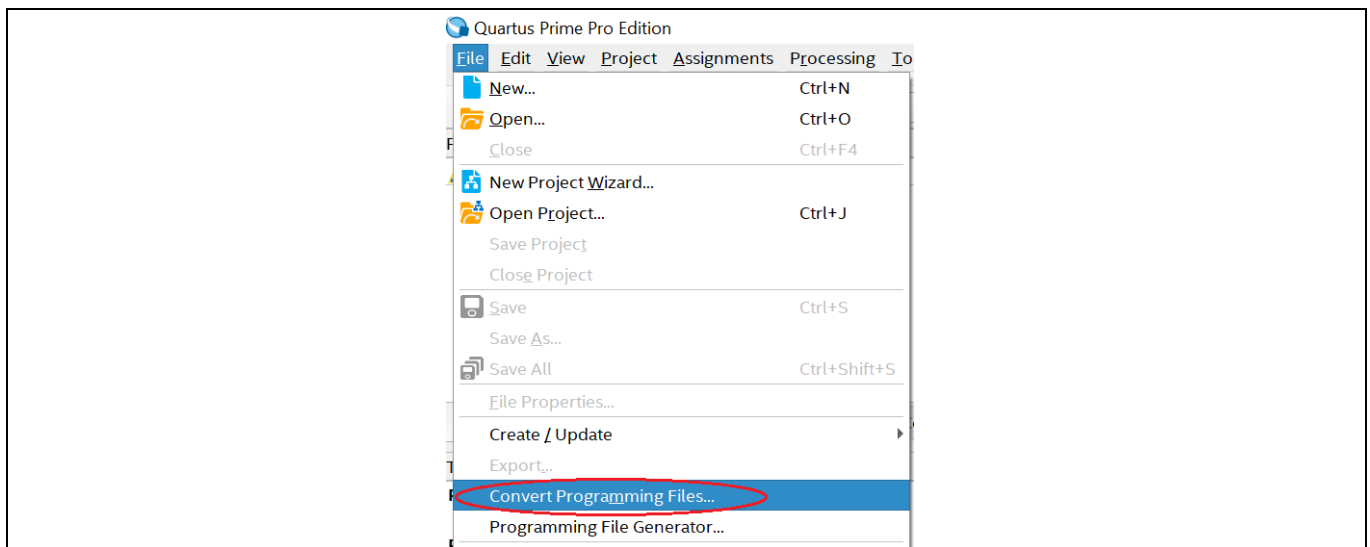 Quartus Prime Pro Edition
File Edit View Project Assignments Processing To
New... Ctrl+N
Open... Ctrl+O
Close Ctrl+F4
New Project Wizard...
Open Project... Ctrl+J
Save Project
Close Project
Save Ctrl+S
Save As...
Save All Ctrl+Shift+S
File Properties...
Create / Update
Export...
Convert Programming Files...
Programming File Generator...